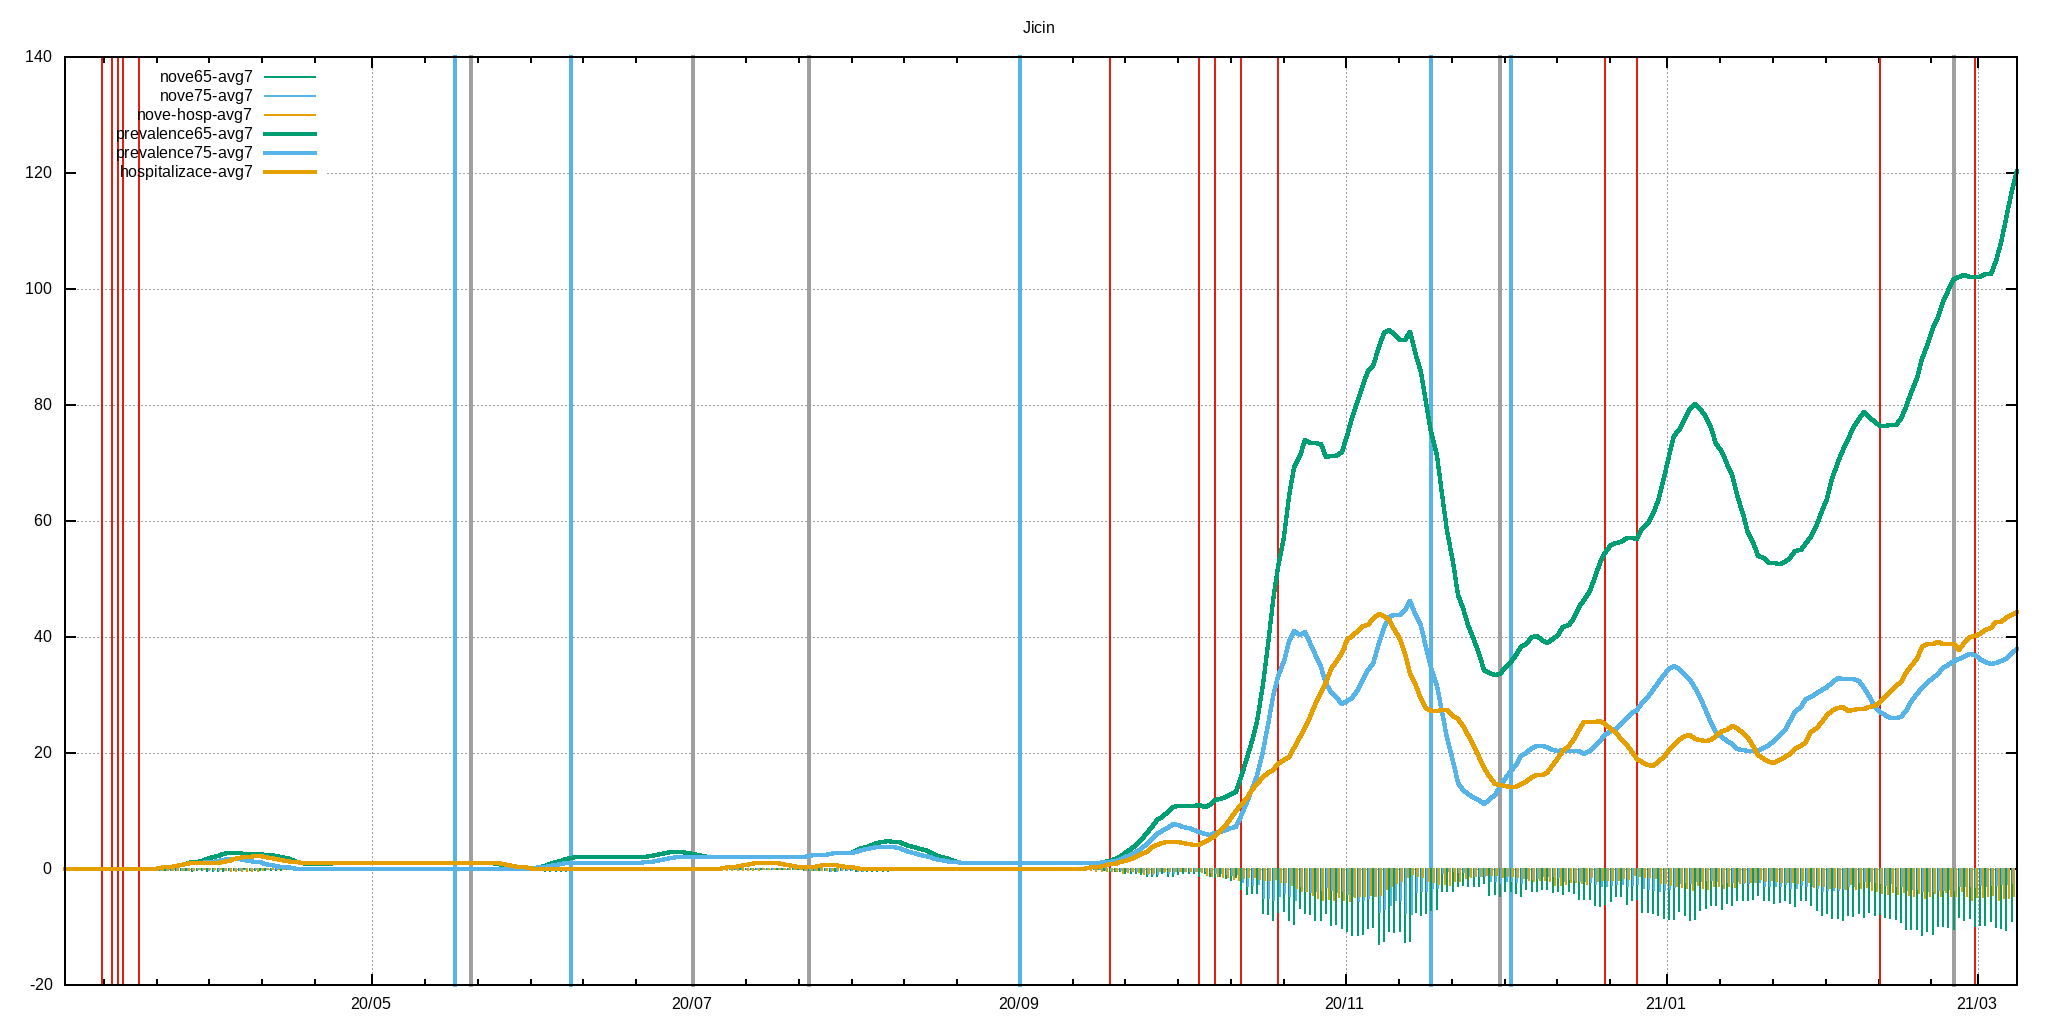 Jicin
140
120
100
80
60
40
20
0
-20
nove65-avg7
nove75-avg7
nove-hosp-avg7
prevalence65-avg7
prevalence75-avg7
hospitalizace-avg7
20/05 20/07 20/09 20/11 21/01 21/03